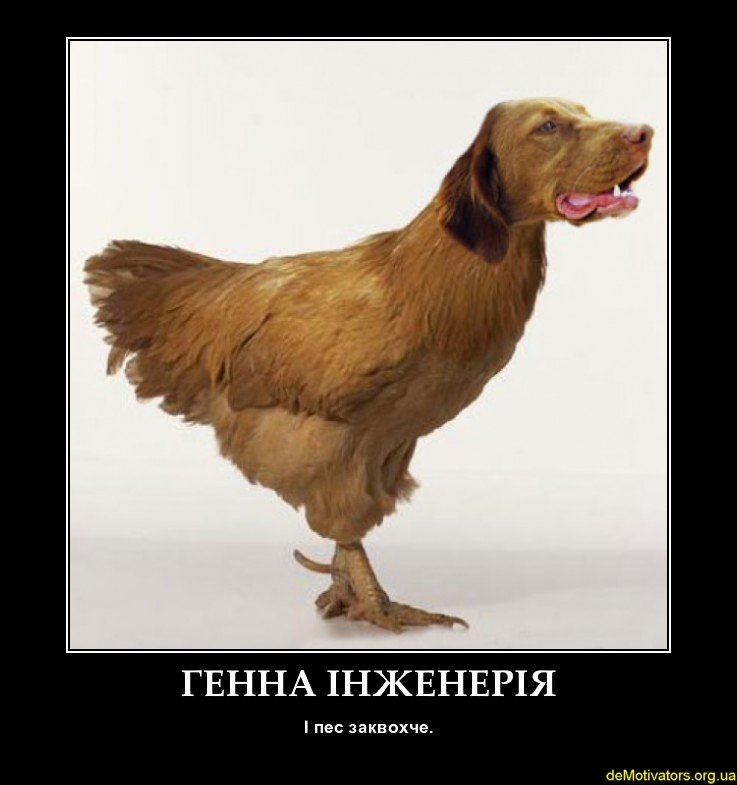 ГЕННА ІНЖЕНЕРІЯ
І пес заквохче.
deMotivators.org.ua